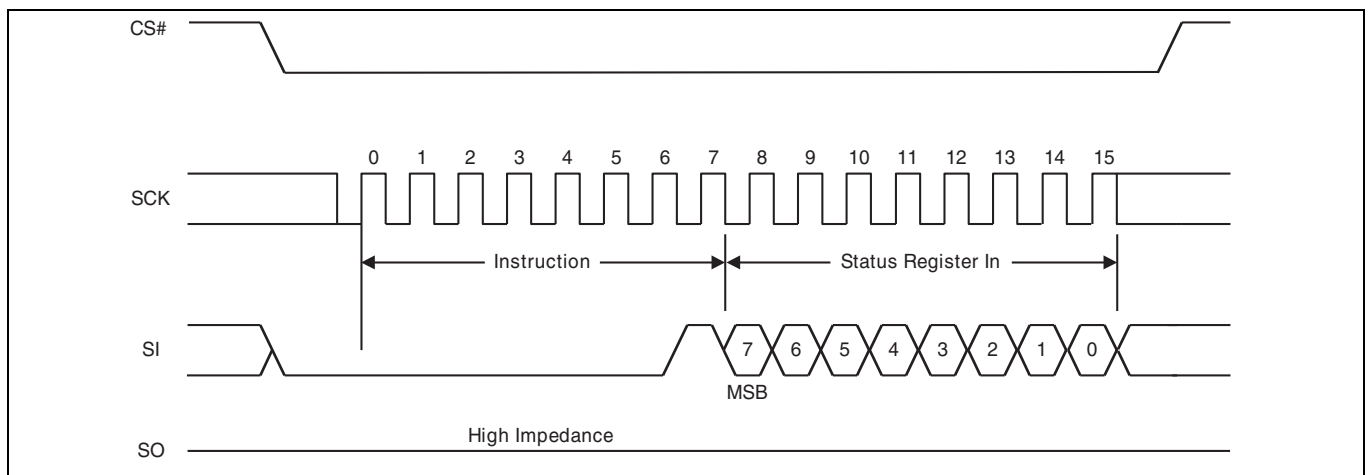 CS#
0 1 2 3 4 5 6 7 8 9 10 11 12 13 14 15
SCK
Instruction Status Register In
SI 7 6 5 4 3 2 1 0
MSB
High Impedance
SO